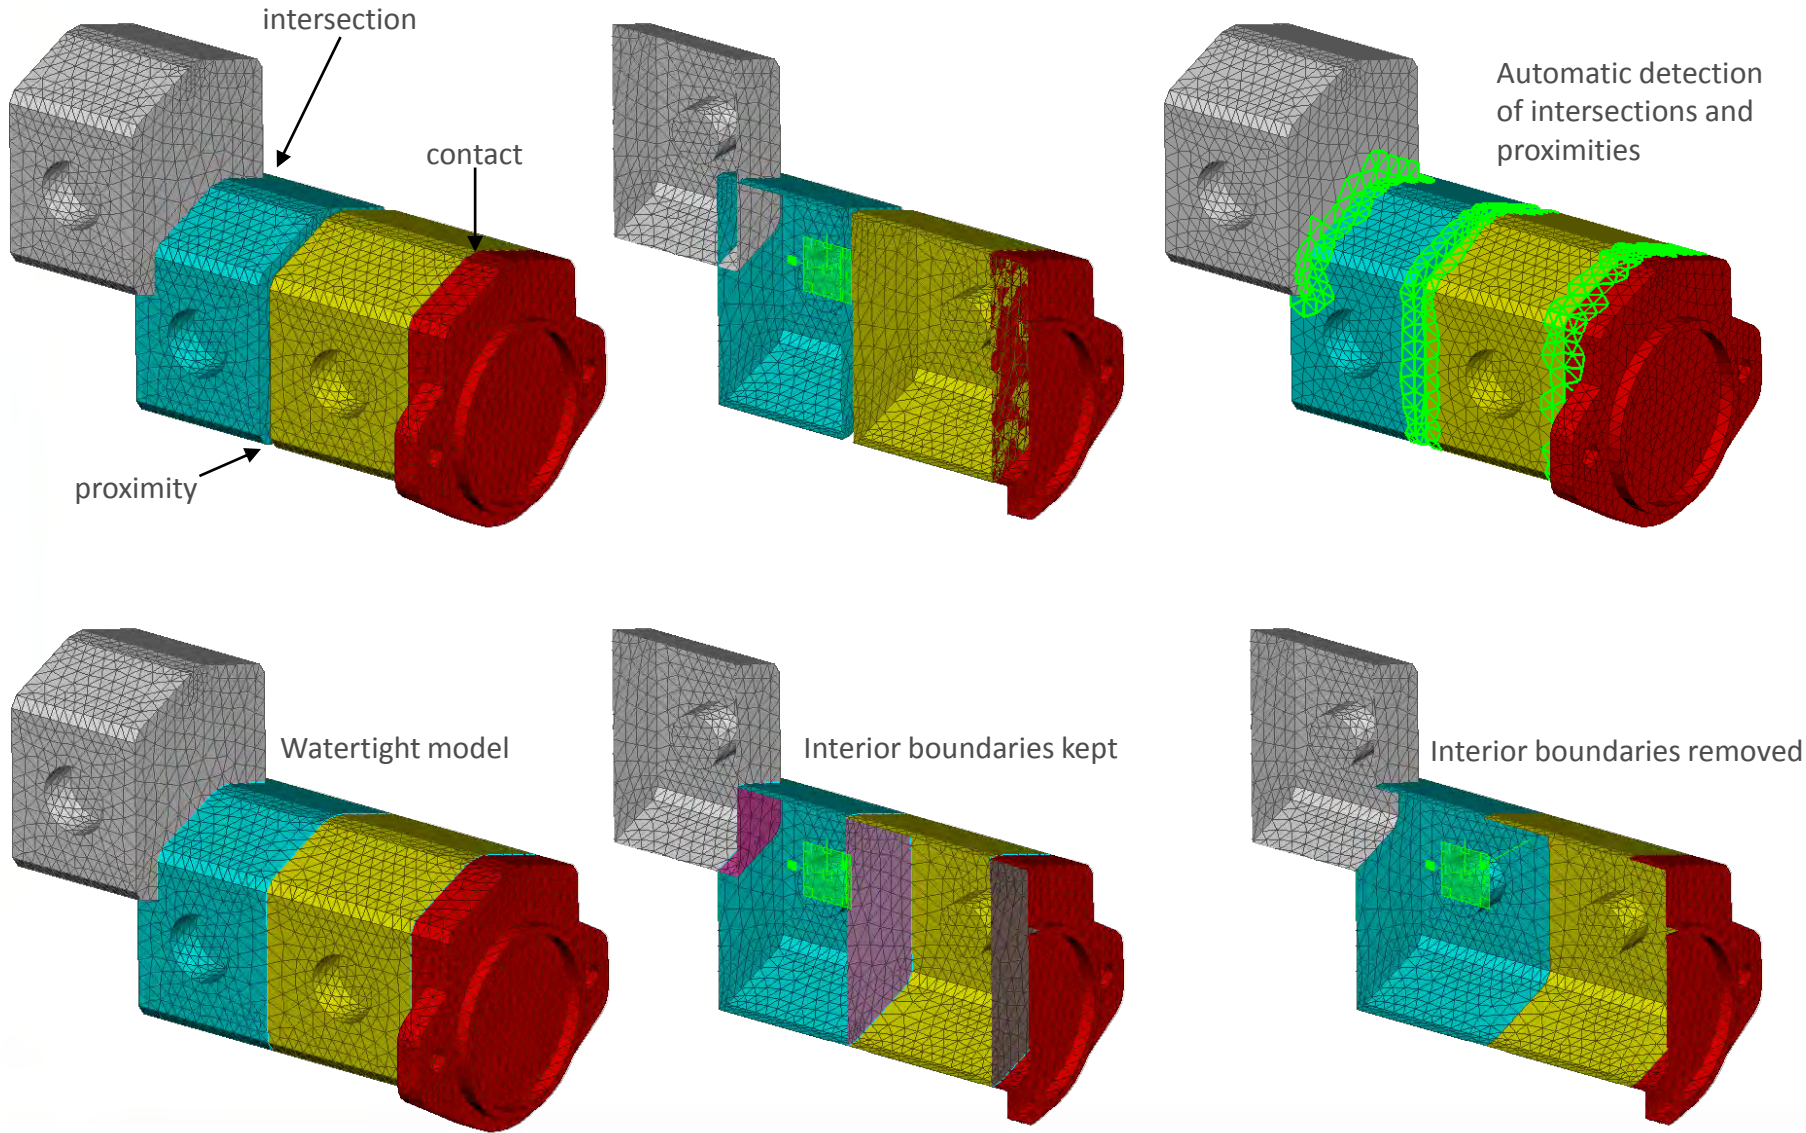 intersection
contact
proximity
Automatic detection
of intersections and
proximities
Watertight model
Interior boundaries kept
Interior boundaries removed